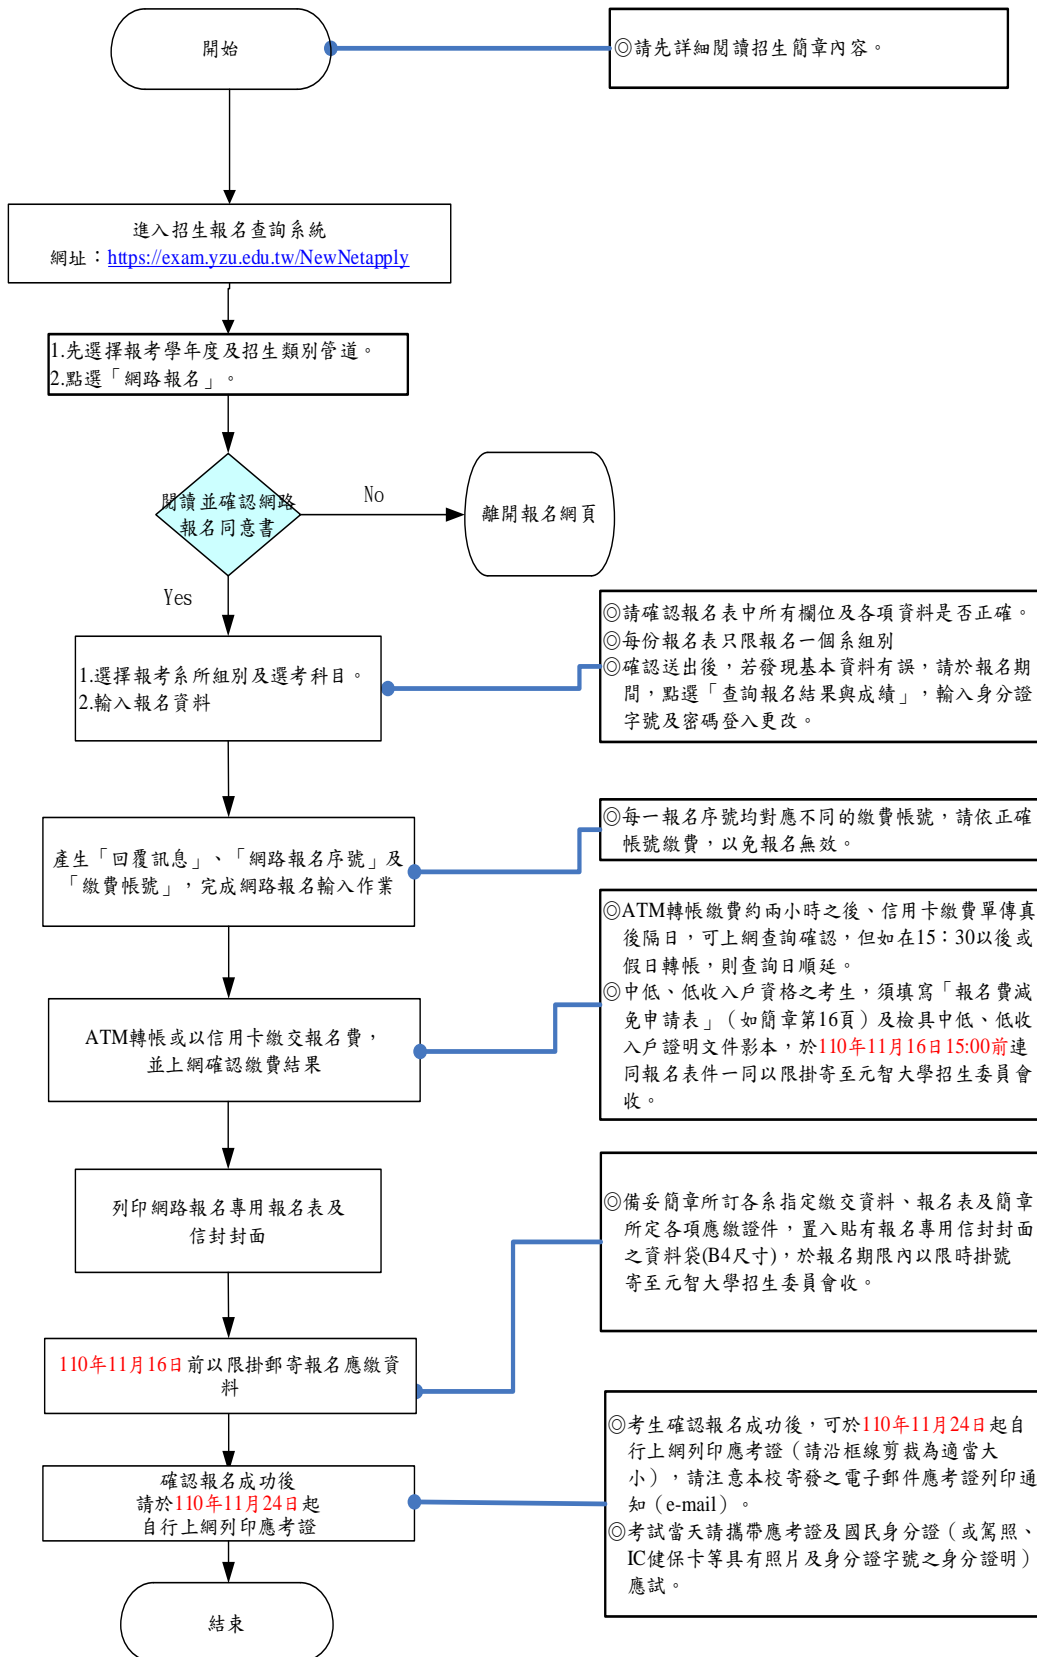 開始
◎請先詳細閱讀招生簡章內容。
進入招生報名查詢系統
網址：https://exam.yzu.edu.tw/NewNetapply
1.先選擇報考學年度及招生類別管道。
2.點選「網路報名」。
閱讀並確認網路
報名同意書
No
離開報名網頁
Yes
1.選擇報考系所組別及選考科目。
2.輸入報名資料
◎請確認報名表中所有欄位及各項資料是否正確。
◎每份報名表只限報名一個系組別
◎確認送出後，若發現基本資料有誤，請於報名期
間，點選「查詢報名結果與成績」，輸入身分證
字號及密碼登入更改。
產生「回覆訊息」、「網路報名序號」及
「繳費帳號」，完成網路報名輸入作業
◎每一報名序號均對應不同的繳費帳號，請依正確
帳號繳費，以免報名無效。
ATM轉帳或以信用卡繳交報名費，
並上網確認繳費結果
◎ATM轉帳繳費約兩小時之後、信用卡繳費單傳真
後隔日，可上網查詢確認，但如在15：30以後或
假日轉帳，則查詢日順延。
◎中低、低收入戶資格之考生，須填寫「報名費減
免申請表」（如簡章第16頁）及檢具中低、低收
入戶證明文件影本，於110年11月16日15:00前連
同報名表件一同以限掛寄至元智大學招生委員會
收。
列印網路報名專用報名表及
信封封面
◎備妥簡章所訂各系指定繳交資料、報名表及簡章
所定各項應繳證件，置入貼有報名專用信封封面
之資料袋(B4尺寸)，於報名期限內以限時掛號
寄至元智大學招生委員會收。
110年11月16日前以限掛郵寄報名應繳資
料
確認報名成功後
請於110年11月24日起
自行上網列印應考證
◎考生確認報名成功後，可於110年11月24日起自
行上網列印應考證（請沿框線剪裁為適當大
小），請注意本校寄發之電子郵件應考證列印通
知（e-mail）。
◎考試當天請攜帶應考證及國民身分證（或駕照、
IC健保卡等具有照片及身分證字號之身分證明）
應試。
結束